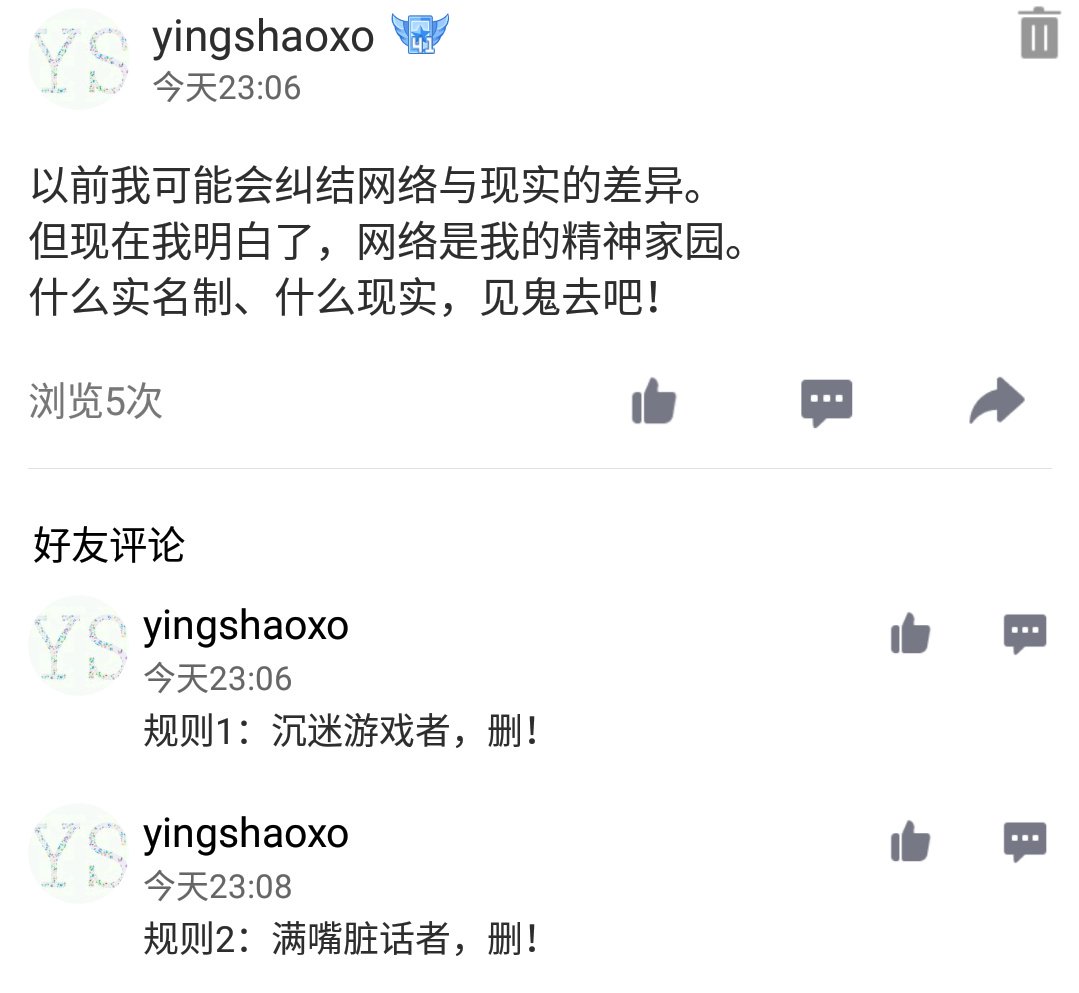 YS
yingshaoxo
41
今天23:06
以前我可能会纠结网络与现实的差异。
但现在我明白了，网络是我的精神家园。
什么实名制、什么现实，见鬼去吧！
浏览5次
好友评论
YS
yingshaoxo
今天23:06
规则1：沉迷游戏者，删！
YS
yingshaoxo
今天23:08
规则2：满嘴脏话者，删！